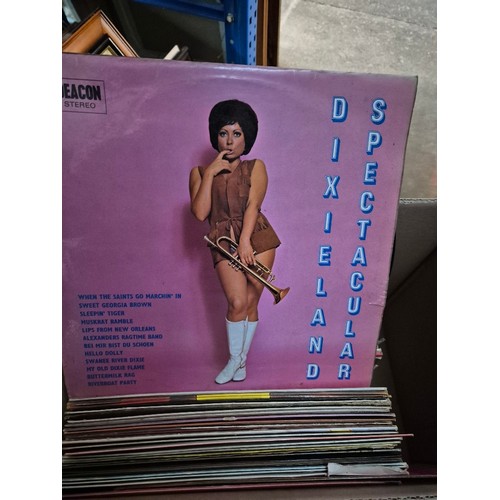 DEACON
STEREO
DIXIELAND
SPECTACULAR
WHEN THE SAINTS GO MARCHIN' IN
SWEET GEORGIA BROWN
SLEEPIN' TIGER
MUSKRAT RAMBLE
LIPS FROM NEW ORLEANS
ALEXANDERS RAGTIME BAND
BEI MIR BIST DU SCHOEN
HELLO DOLLY
SWANEE RIVER DIXIE
MY OLD DIXIE FLAME
BUTTERMILK RAG
RIVERBOAT PARTY